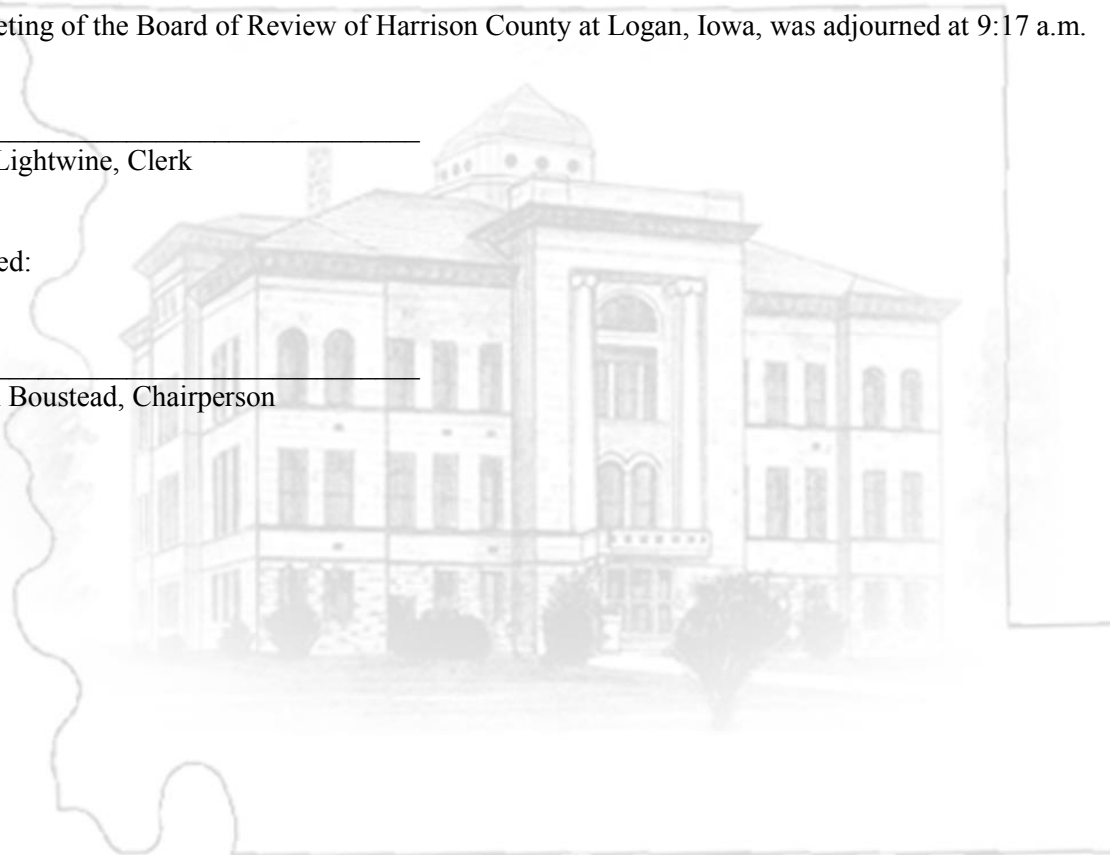 eting of the Board of Review of Harrison County at Logan, Iowa, was adjourned at 9:17 a.m.
Lightwine, Clerk
ed:
Boustead, Chairperson